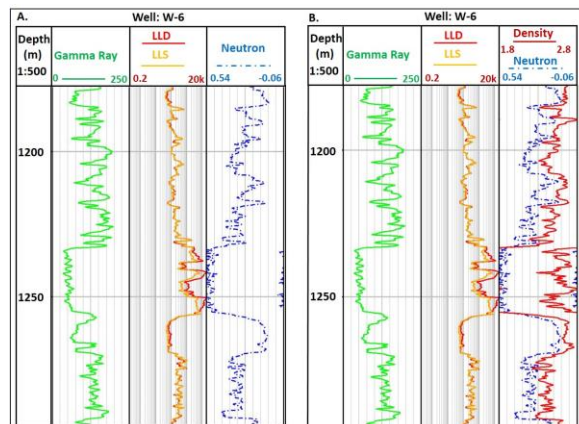 A.
Well: W-6
Depth
(m)
1:500
Gamma Ray
0 250
LLD
LLS
0.2 20k
Neutron
0.54 -0.06
1200
1250
B.
Well: W-6
Depth
(m)
1:500
Gamma Ray
0 250
LLD
LLS
0.2 20k
Density
1.8 2.8
Neutron
0.54 -0.06
1200
1250